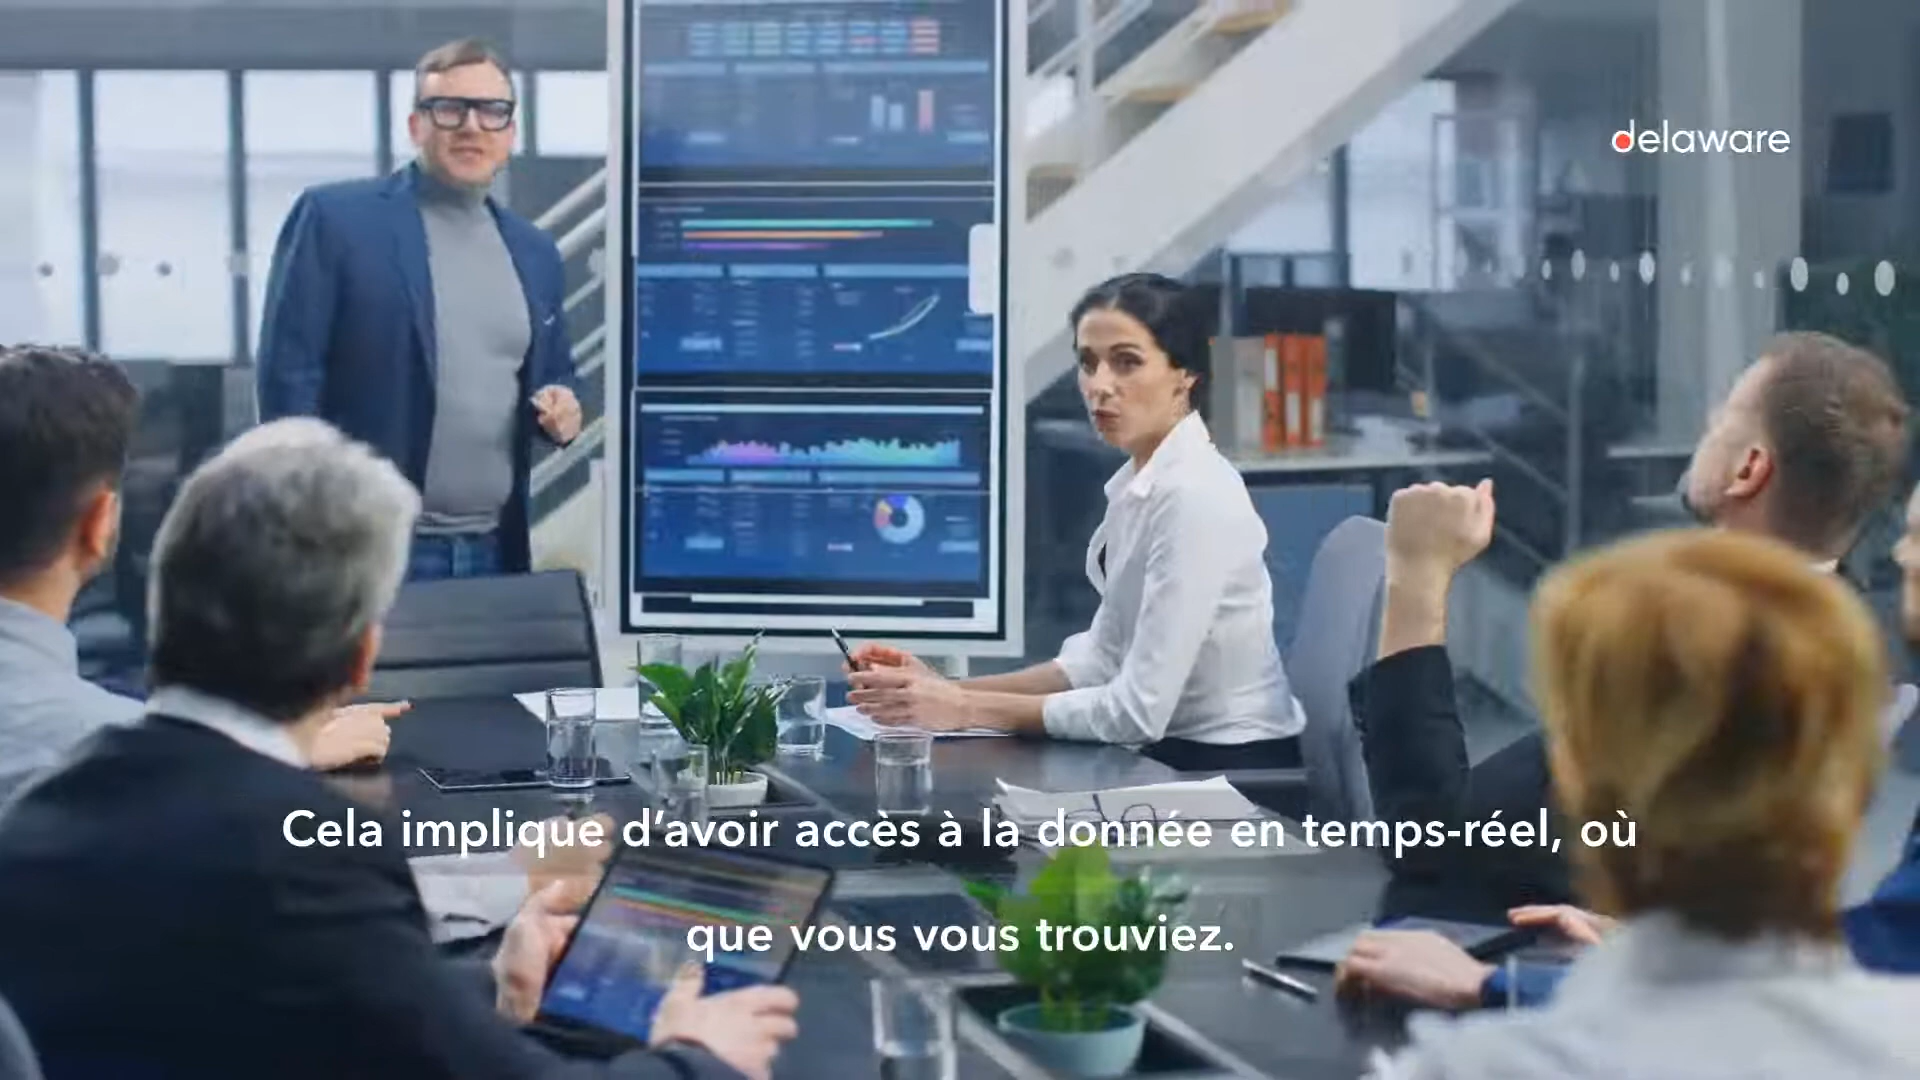 delaware
Cela implique d’avoir accès à la donnée en temps-réel, où
que vous vous trouviez.